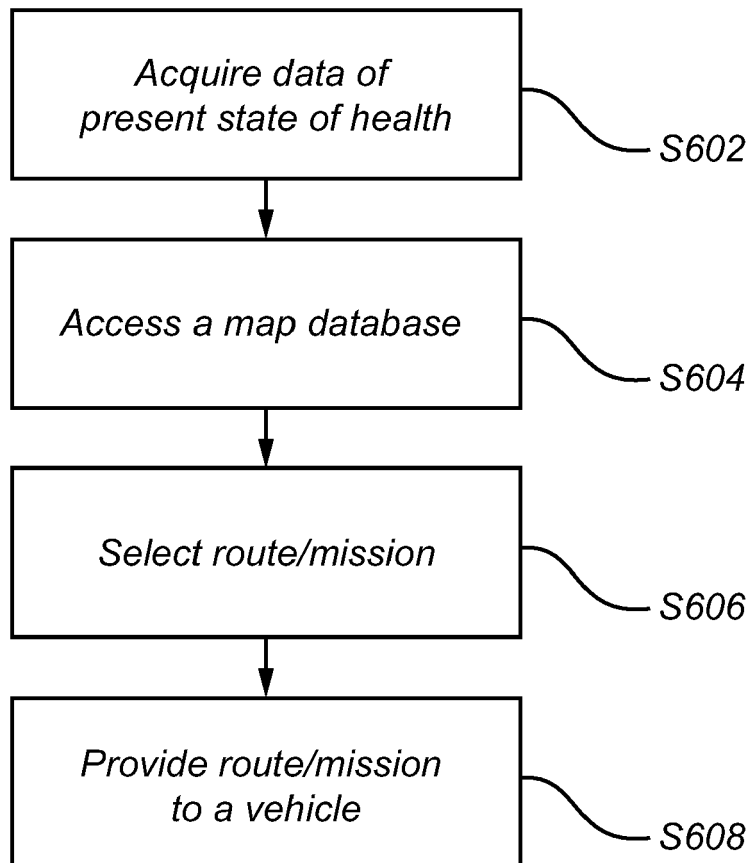 Acquire data of
present state of health
S602
Access a map database
S604
Select route/mission
S606
Provide route/mission
to a vehicle
S608